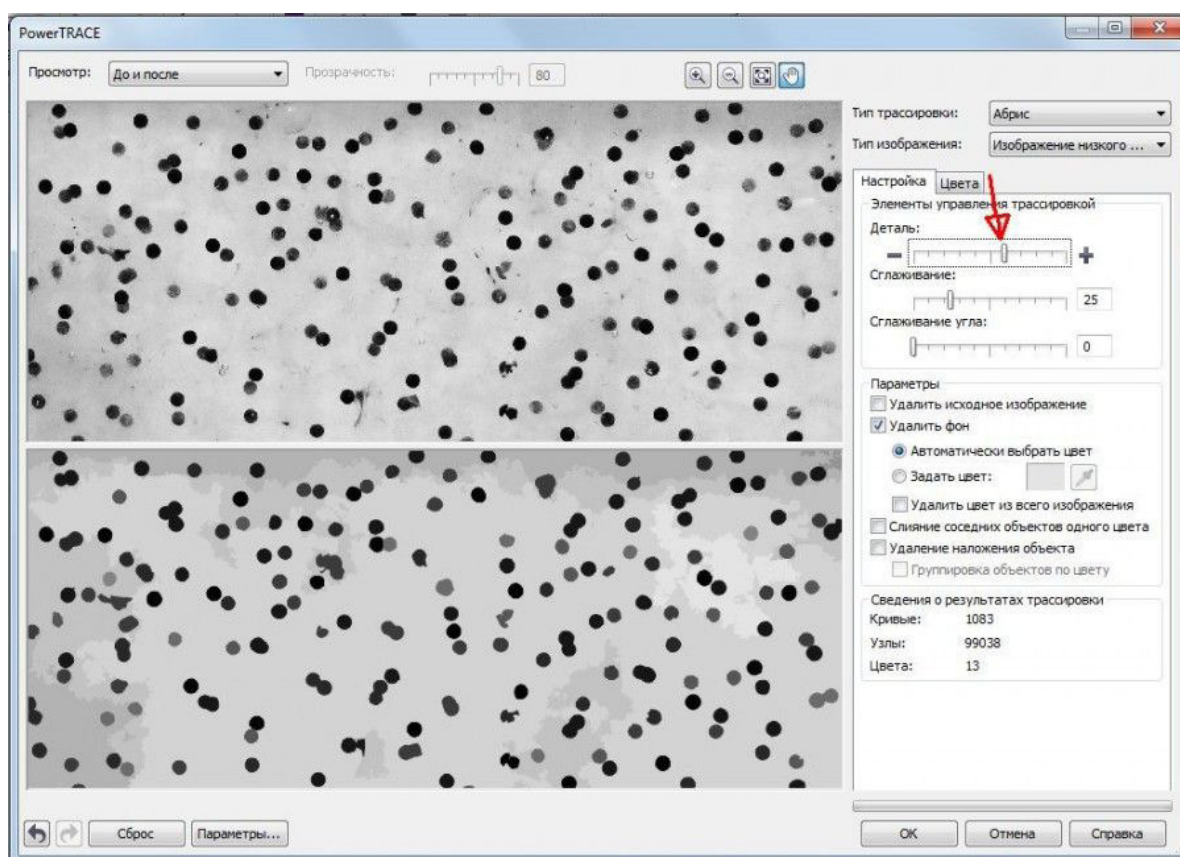 PowerTRACE
Просмотр: До и после Прозрачность: 80
Тип трассировки: Абрис
Тип изображения: Изображение низкого ...
Настройка Цвета
Элементы управления трассировкой
Деталь:
Сглаживание:
25
Сглаживание угла:
0
Параметры
Удалить исходное изображение
Удалить фон
Автоматически выбрать цвет
Задать цвет:
Удалить цвет из всего изображения
Слияние соседних объектов одного цвета
Удаление наложения объекта
Группировка объектов по цвету
Сведения о результатах трассировки
Кривые: 1083
Узлы: 99038
Цвета: 13
Сброс Параметры... ОК Отмена Справка